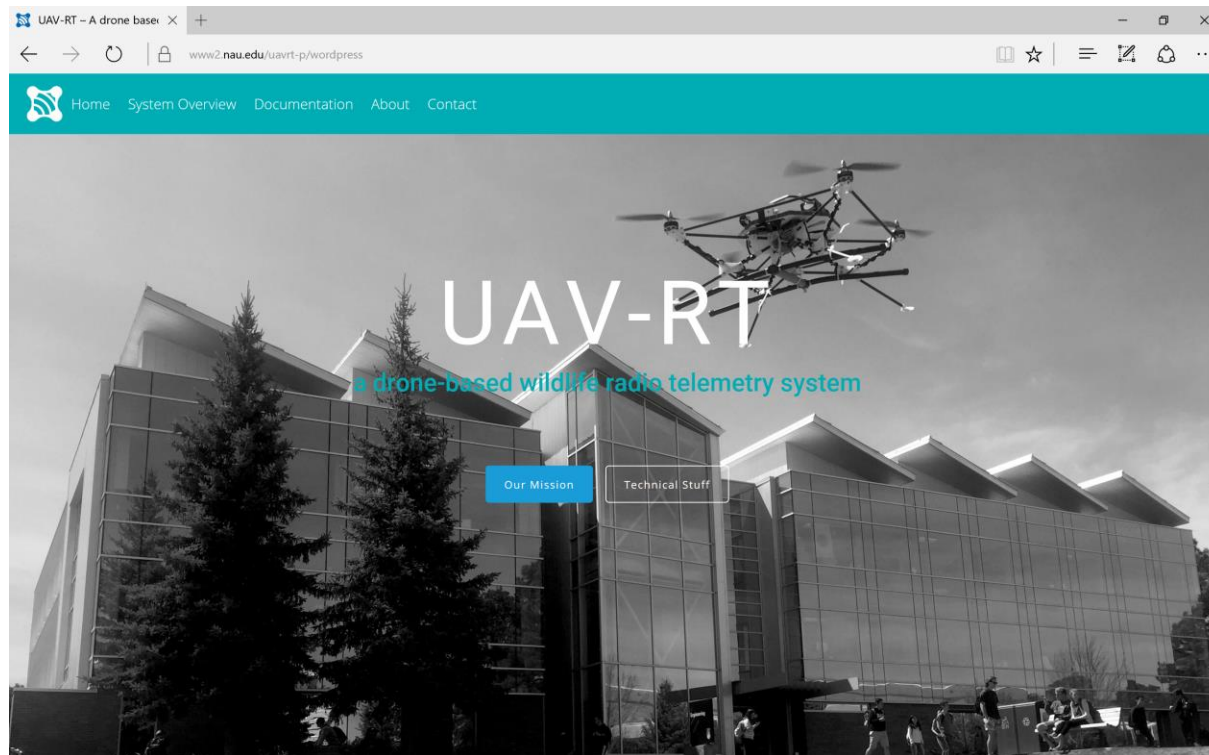 UAV-RT – A drone base
www2.nau.edu/uavrt-p/wordpress
Home System Overview Documentation About Contact
UAV-RT
a drone-based wildlife radio telemetry system
Our Mission Technical Stuff